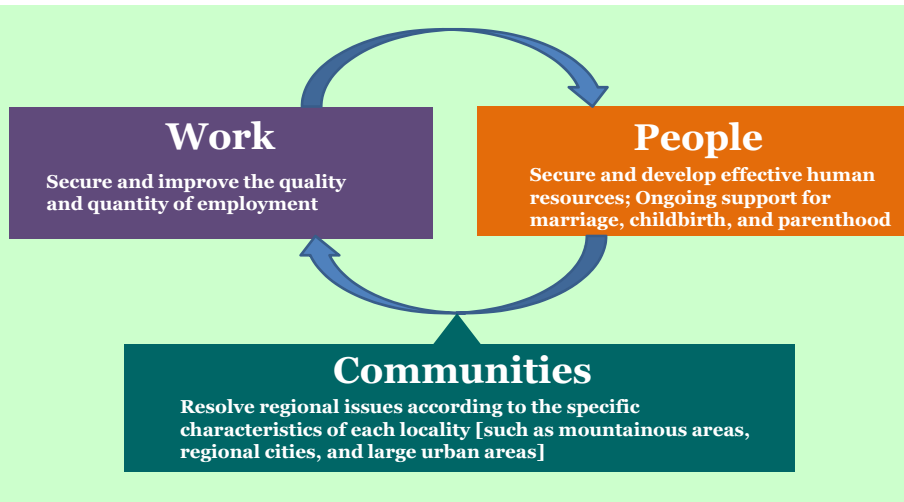 Work
Secure and improve the quality
and quantity of employment
People
Secure and develop effective human
resources; Ongoing support for
marriage, childbirth, and parenthood
Communities
Resolve regional issues according to the specific
characteristics of each locality [such as mountainous areas,
regional cities, and large urban areas]